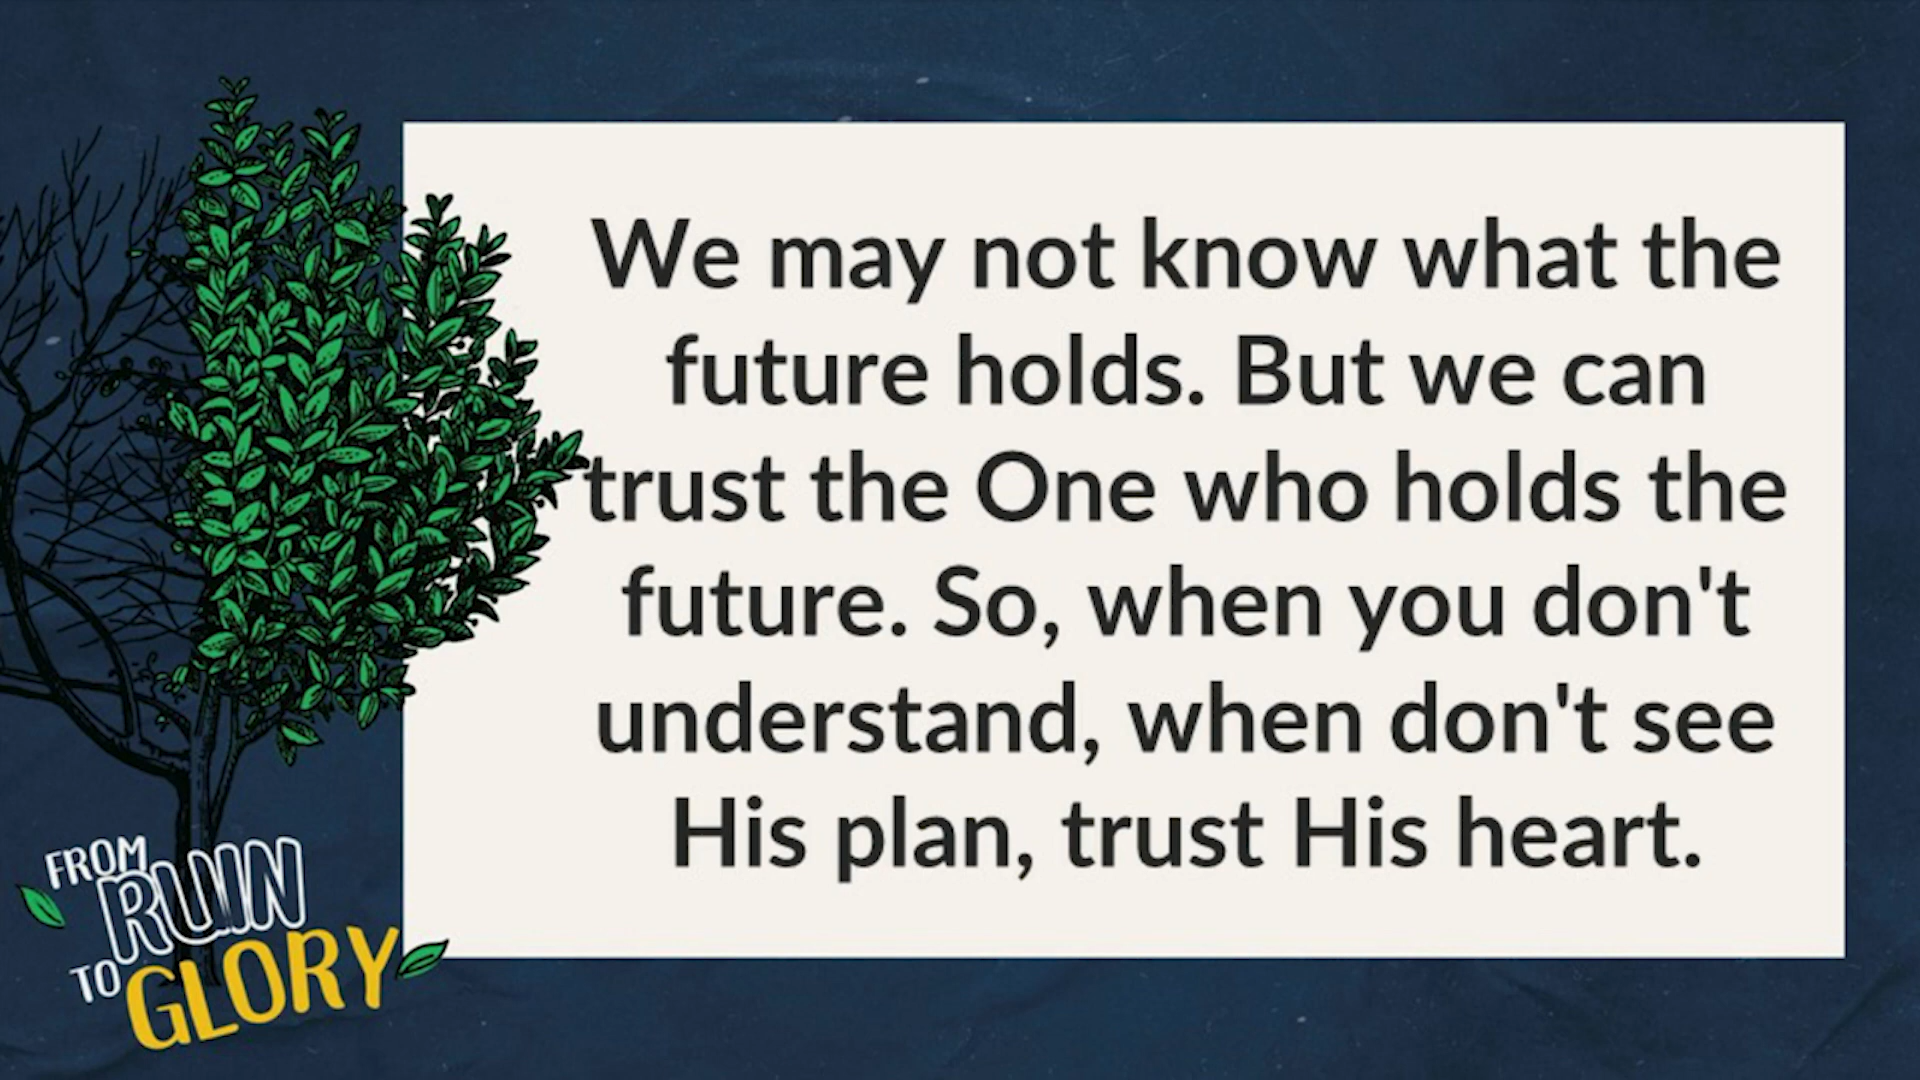 We may not know what the
future holds. But we can
trust the One who holds the
future. So, when you don't
understand, when don't see
His plan, trust His heart.
FROM
RUIN
TO
GLORY